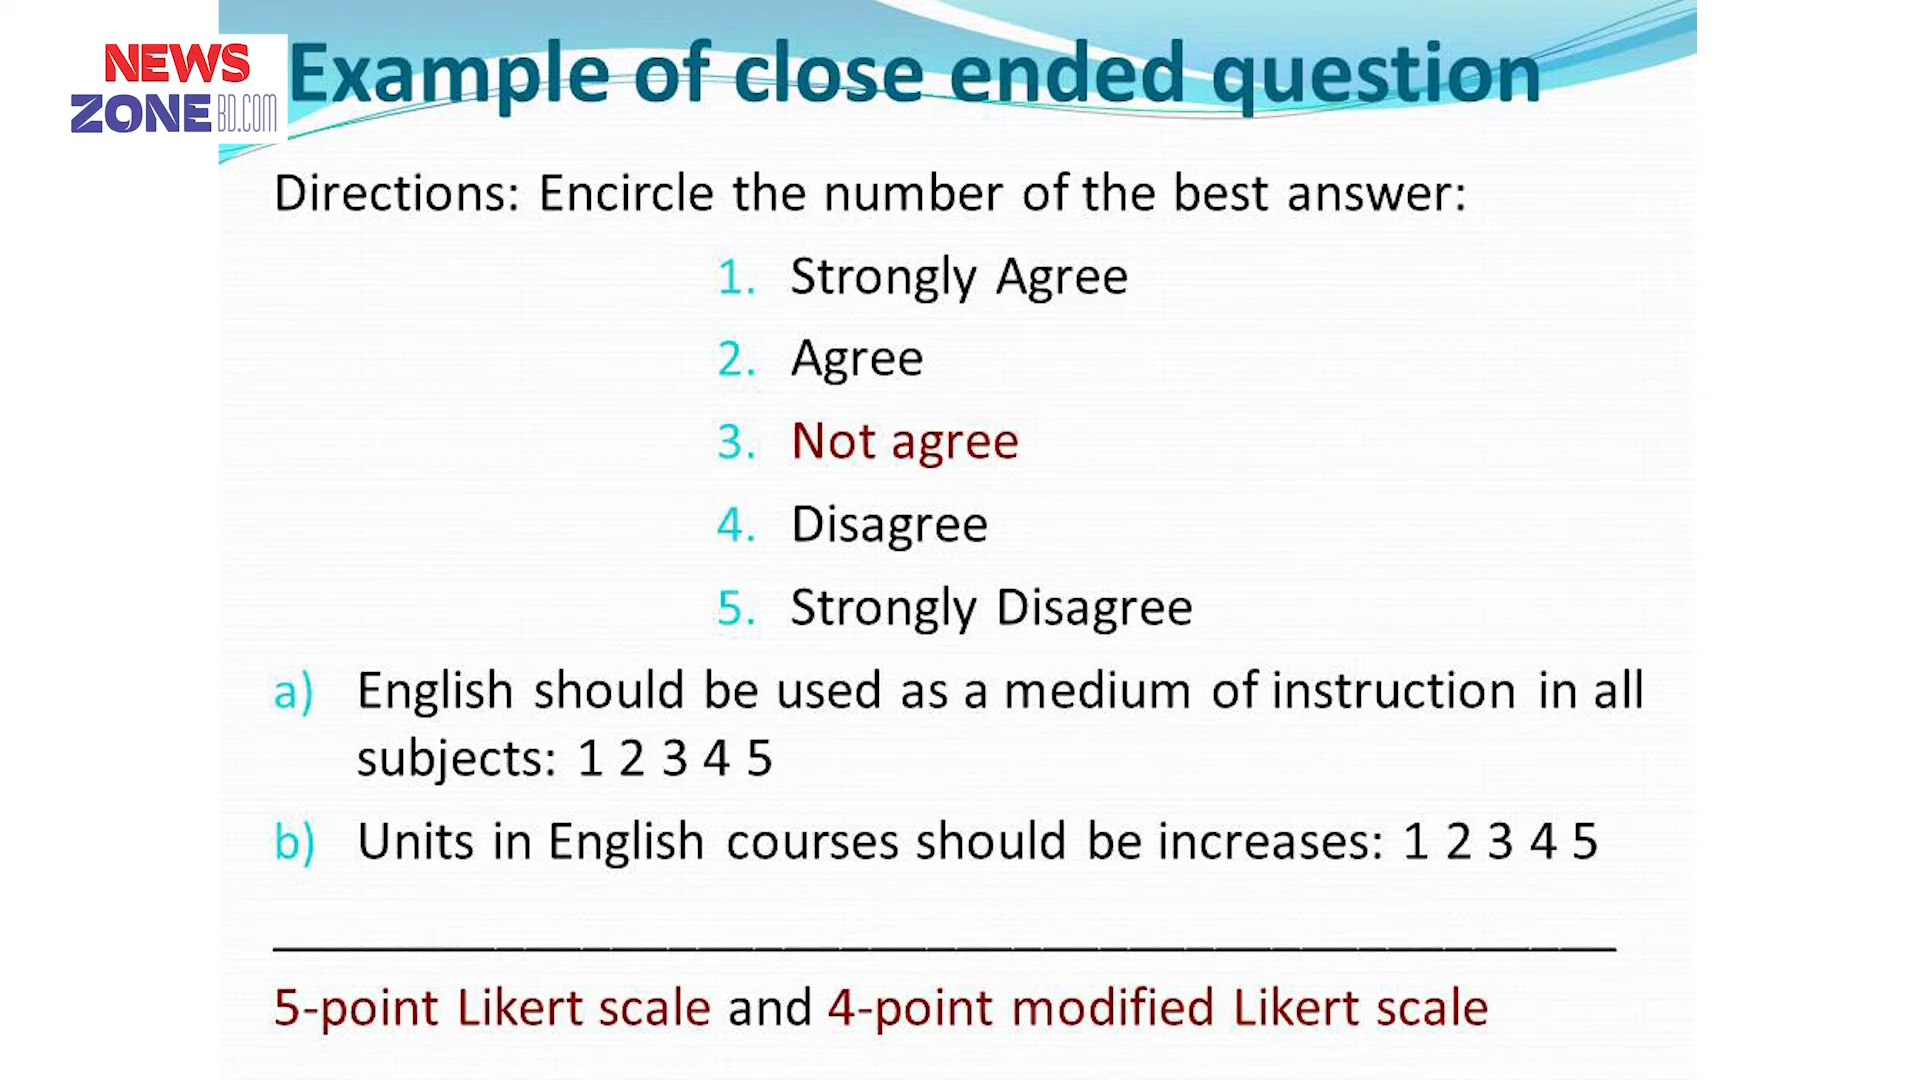 NEWS
ZONE BD.COM
Example of close ended question
Directions: Encircle the number of the best answer:
1. Strongly Agree
2. Agree
3. Not agree
4. Disagree
5. Strongly Disagree
a) English should be used as a medium of instruction in all
subjects: 1 2 3 4 5
b) Units in English courses should be increases: 1 2 3 4 5
5-point Likert scale and 4-point modified Likert scale